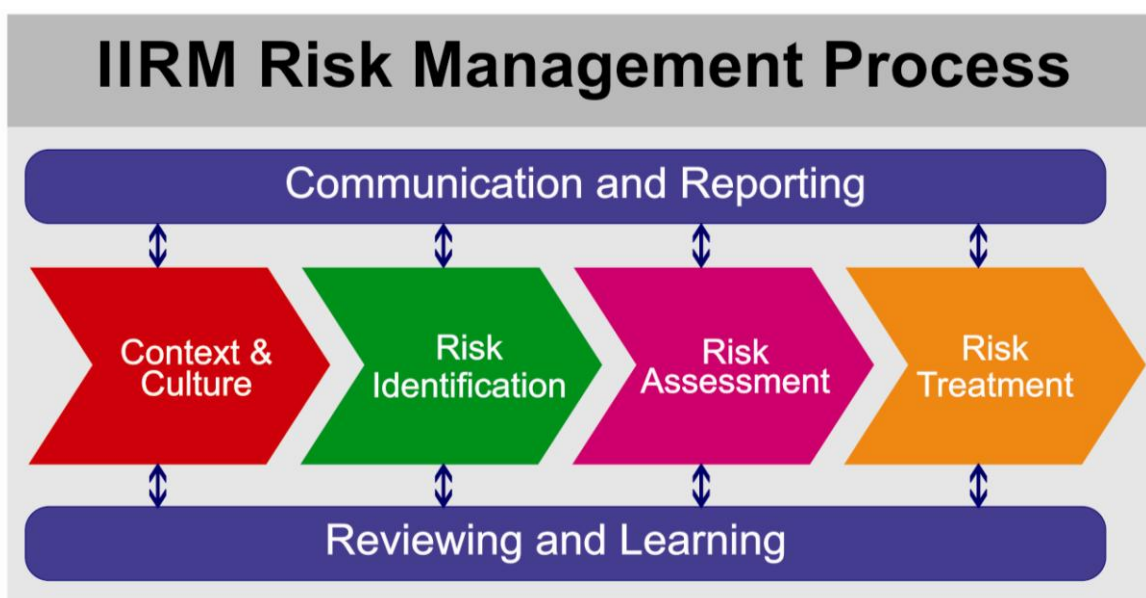 IIRM Risk Management Process
Communication and Reporting
Context &
Culture
Risk
Identification
Risk
Assessment
Risk
Treatment
Reviewing and Learning